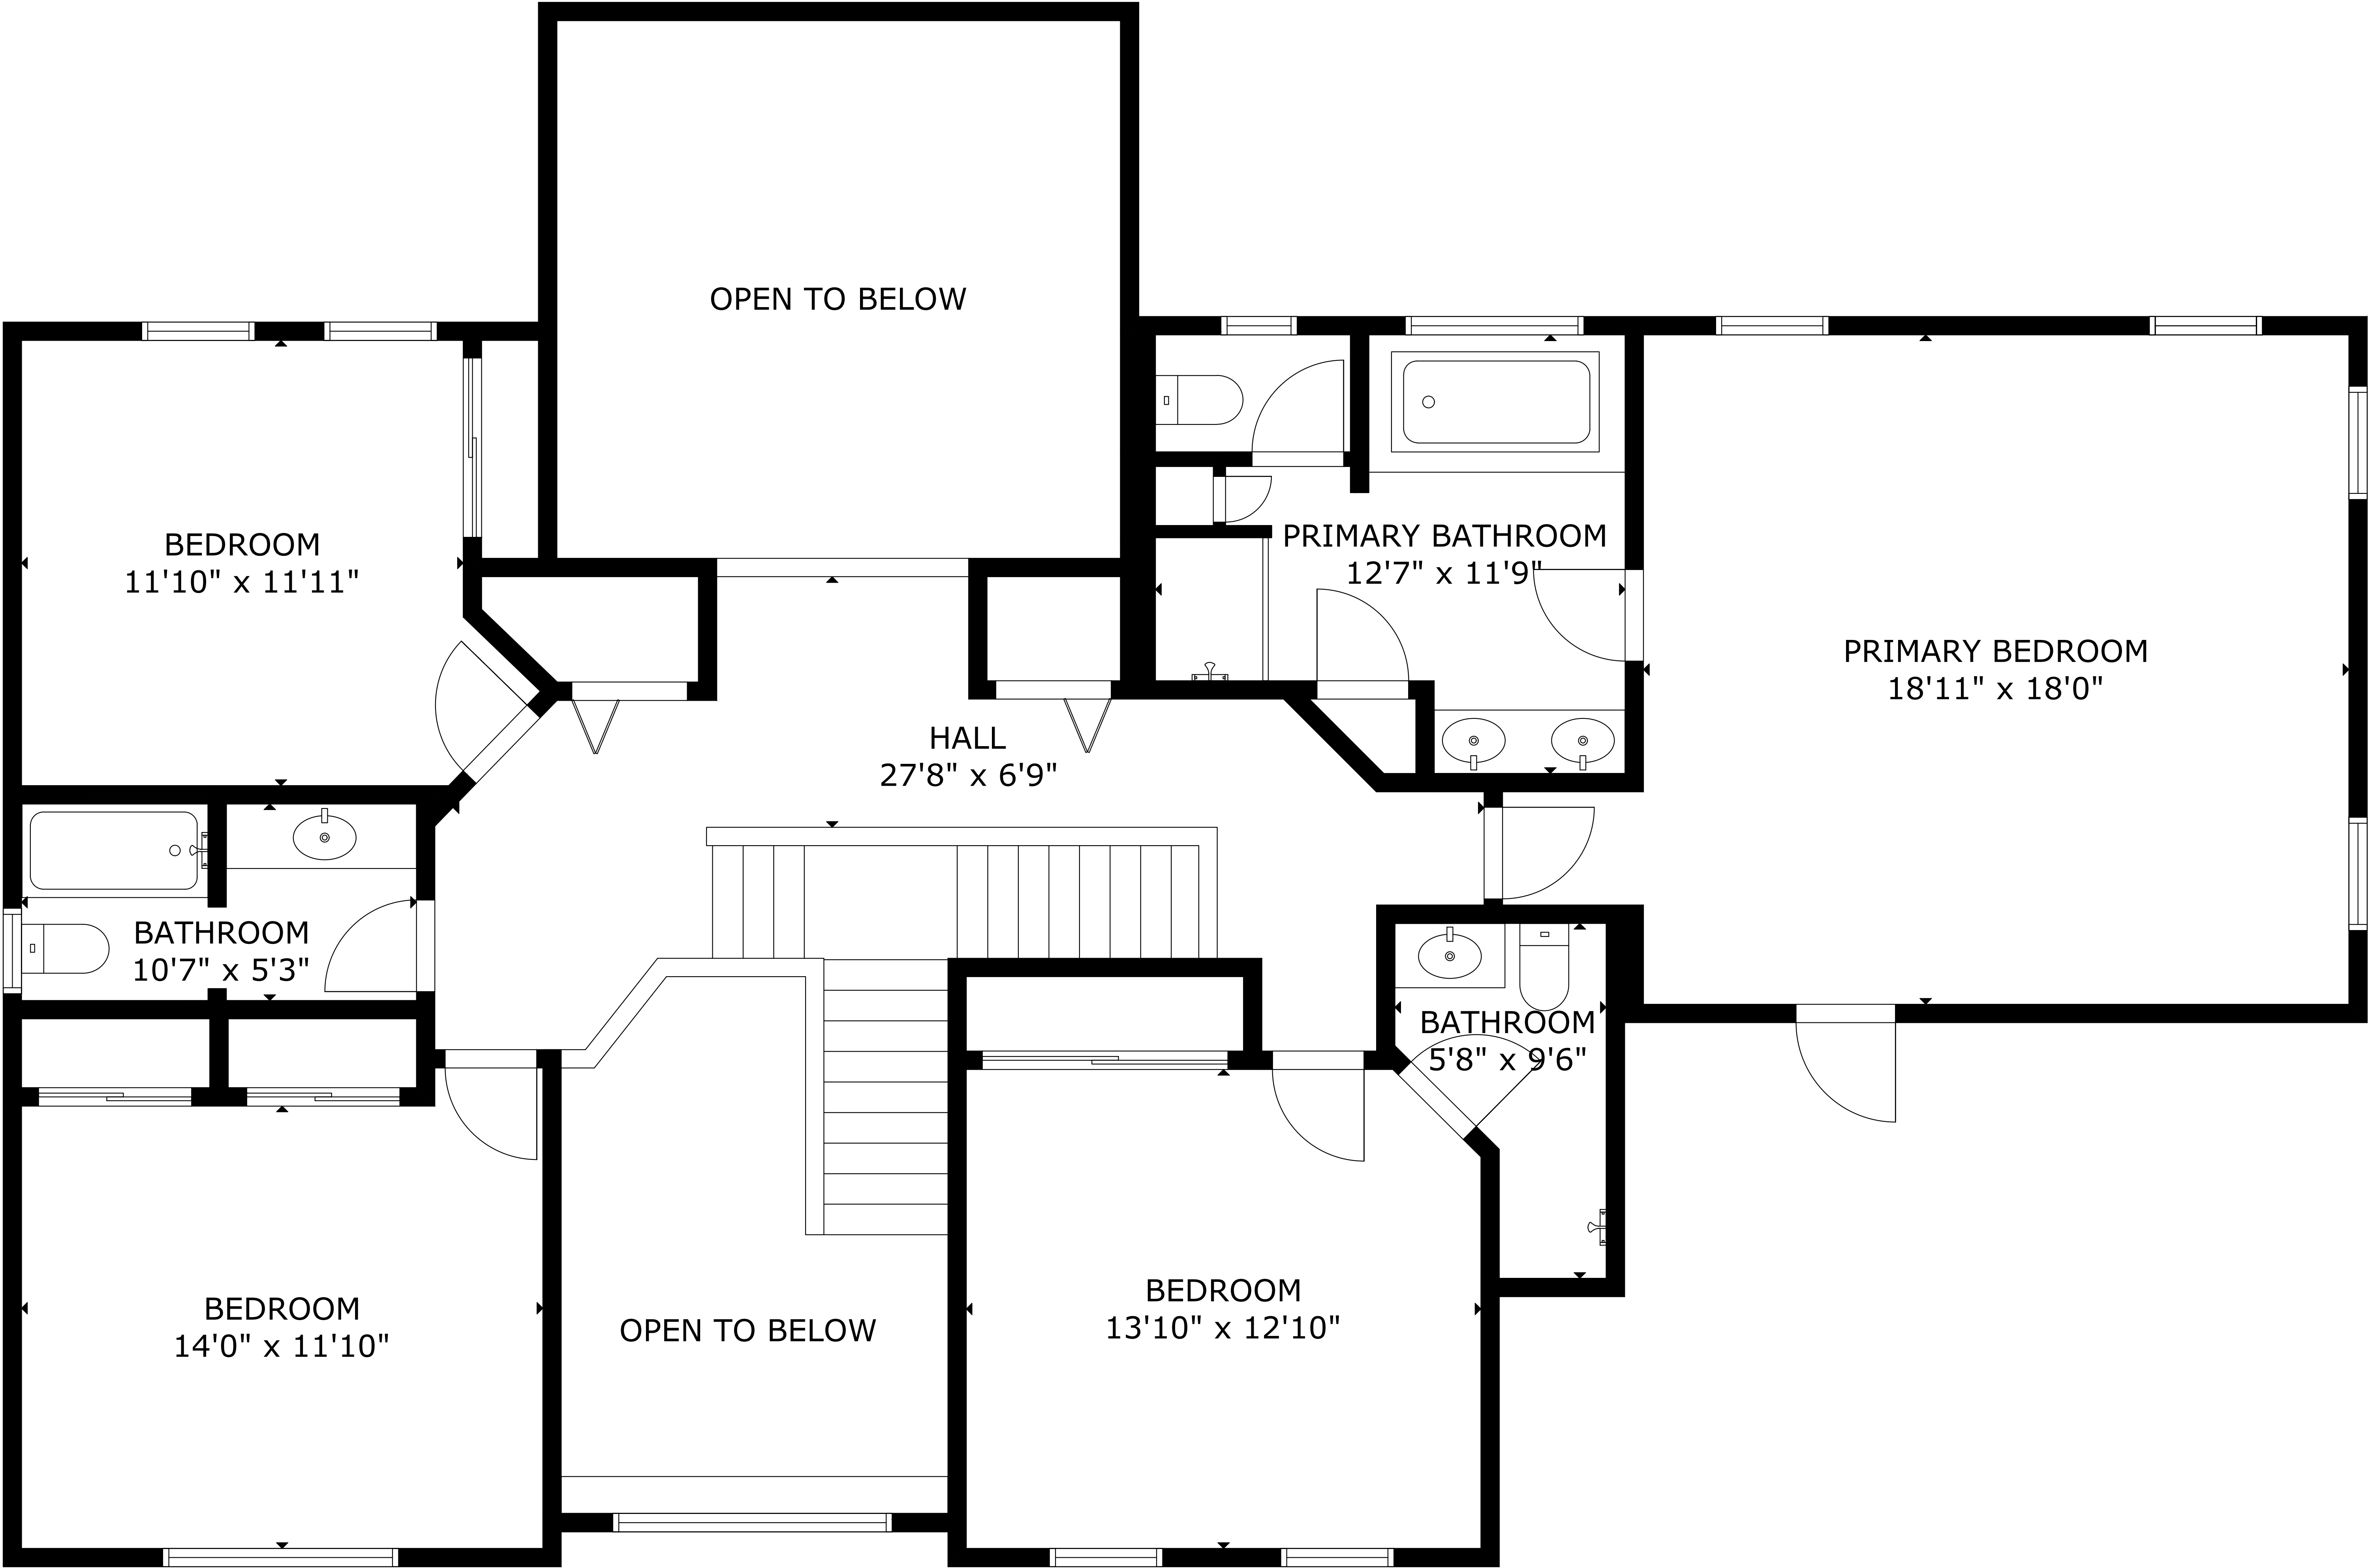 OPEN TO BELOW
BEDROOM
11'10" x 11'11"
PRIMARY BATHROOM
12'7" x 11'9"
PRIMARY BEDROOM
18'11" x 18'0"
HALL
27'8" x 6'9"
BATHROOM
10'7" x 5'3"
BATHROOM
5'8" x 9'6"
BEDROOM
14'0" x 11'10"
OPEN TO BELOW
BEDROOM
13'10" x 12'10"